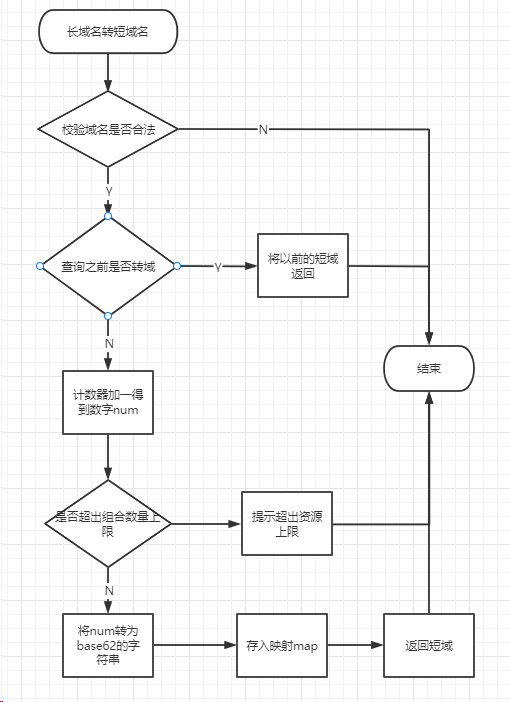 长域名转短域名
校验域名是否合法
N
Y
查询之前是否转域
Y
将以前的短域
返回
N
结束
计数器加一得
到数字num
是否超出组合数量上
限
提示超出资源
上限
N
将num转为
base62的字
符串
存入映射map
返回短域